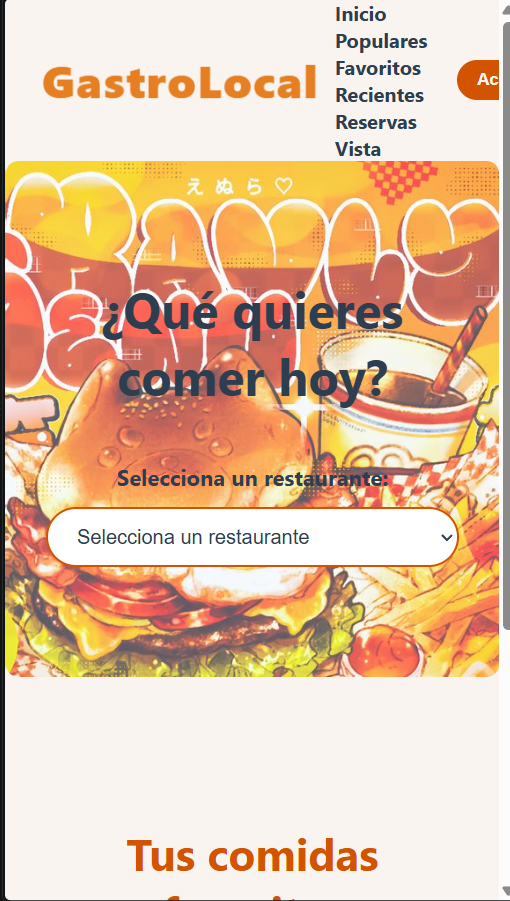 GastroLocal
Inicio
Populares
Favoritos
Recientes
Reservas
Vista
Ac
えぬら♡
¿Qué quieres
comer hoy?
Selecciona un restaurante:
Selecciona un restaurante
Tus comidas